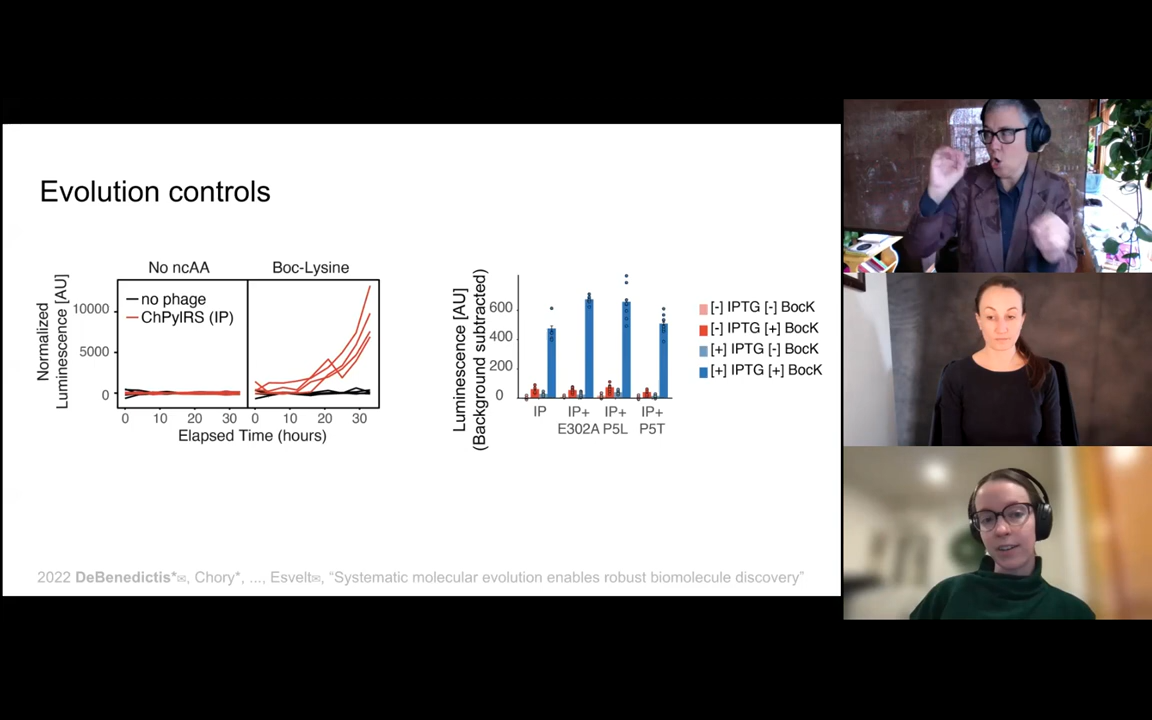 Evolution controls
No ncAA
Boc-Lysine
Normalized
Luminescence [AU]
10000
5000
0
no phage
ChPylRS (IP)
0 10 20 30 0 10 20 30
Elapsed Time (hours)
Luminescence [AU]
(Background subtracted)
600
400
200
0
IP
IP+
E302A
IP+
P5L
IP+
P5T
[-] IPTG [-] BocK
[-] IPTG [+] BocK
[+] IPTG [-] BocK
[+] IPTG [+] BocK
2022 DeBenedictis*✉, Chory*, ..., Esvelt✉, “Systematic molecular evolution enables robust biomolecule discovery”